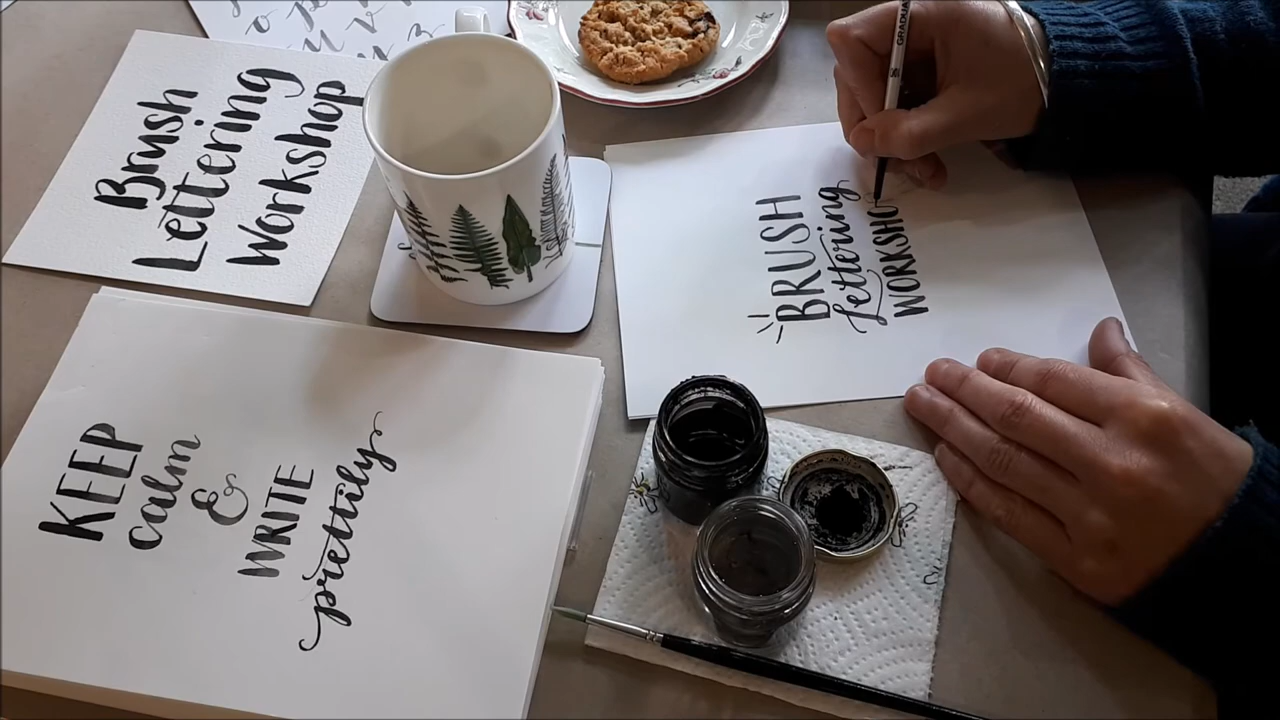 Brush
Lettering
Workshop
KEEP
calm
&
WRITE
prettily
BRUSH
Lettering
WORKSHO